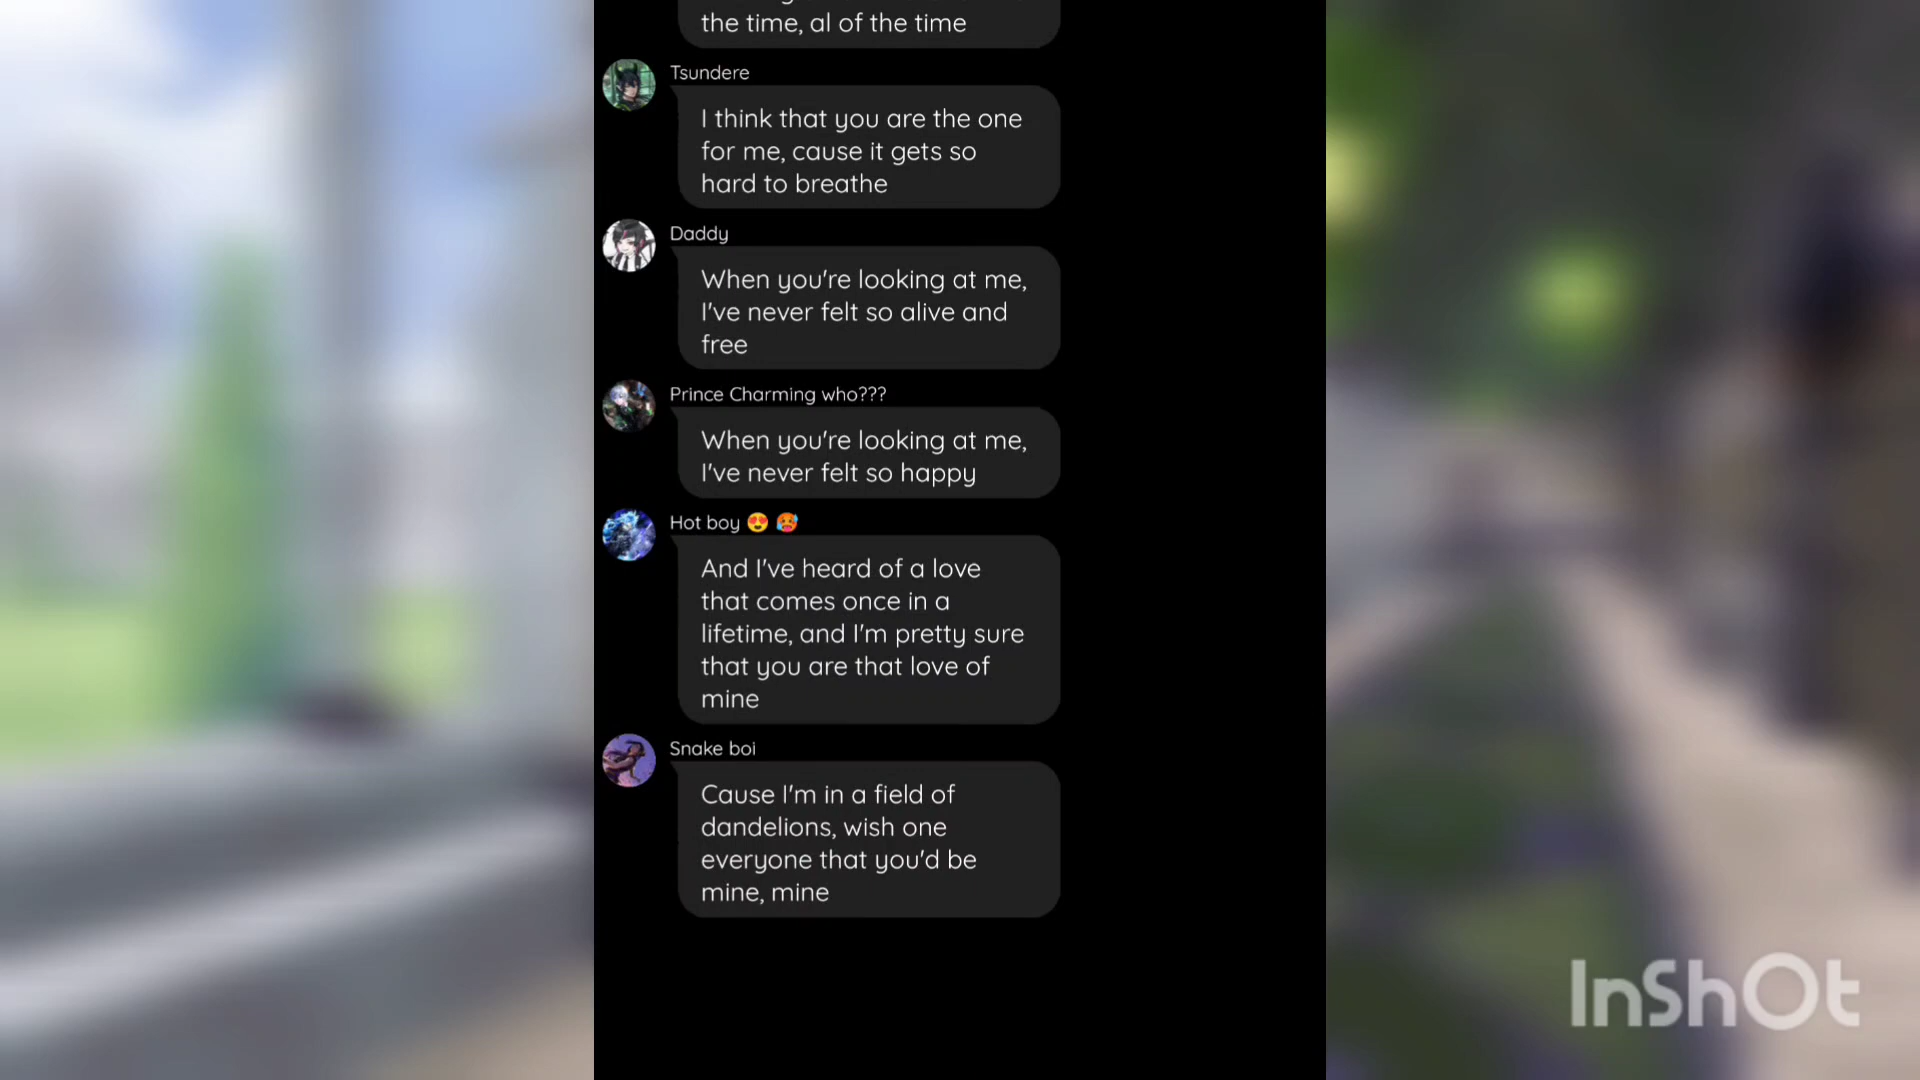 the time, al of the time
Tsundere
I think that you are the one
for me, cause it gets so
hard to breathe
Daddy
When you're looking at me,
I've never felt so alive and
free
Prince Charming who???
When you're looking at me,
I've never felt so happy
Hot boy 😍 🥵
And I've heard of a love
that comes once in a
lifetime, and I'm pretty sure
that you are that love of
mine
Snake boi
Cause I'm in a field of
dandelions, wish one
everyone that you'd be
mine, mine
InShOt